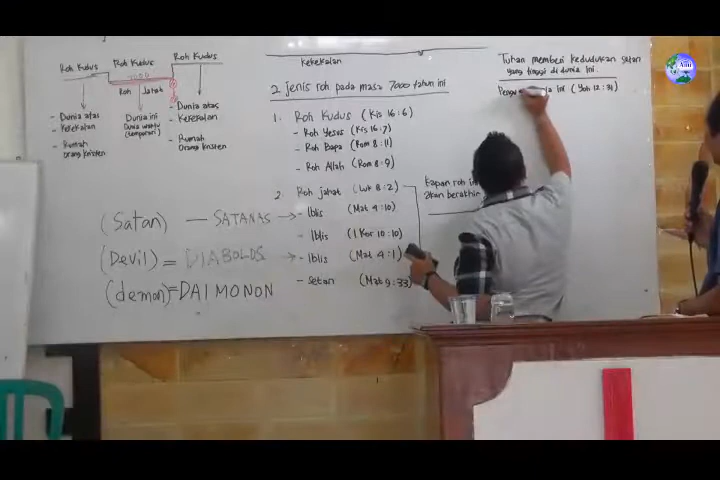 Roh Kudus
Roh Kudus
Roh Kudus
7000
Roh Jahat
- Dunia atas
- Kekekalan
- Rumah
orang kristen
Dunia ini
Dunia waktu
- Dunia atas
- Kekekalan
- Rumah
Orang Kristen
(Satan) — SATANAS
(Devil) = DIABOLOS
(demon) = DAIMONON
Kekekalan
2 Jenis roh pada masa 7000 tahun ini
1. Roh Kudus (Kis 16:6)
- Roh Yesus (Kis 16:7)
- Roh Bapa (Rom 8:11)
- Roh Allah (Rom 8:9)
2. Roh jahat (Luk 8:2)
- Iblis (Mat 4:10)
- Iblis (1 Kor 10:10)
- Iblis (Mat 4:1)
- Setan (Mat 9:33)
Kapan roh in
akan berakhir
Tuhan memberi kedudukan setan
yang tinggi di dunia ini.
ini (Yoh 12:31)